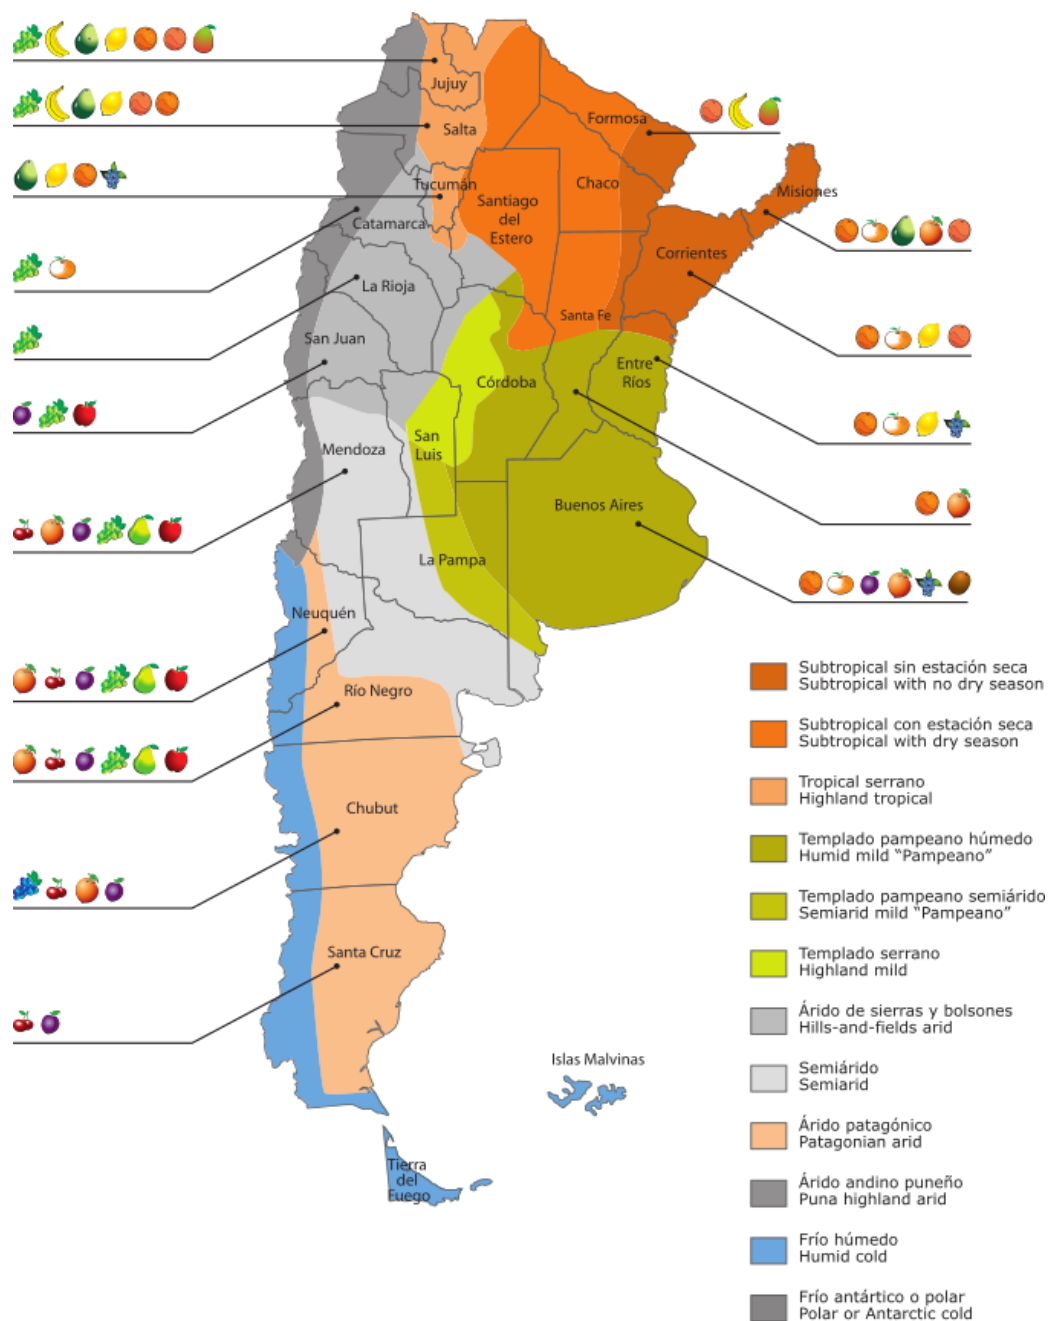 Jujuy
Salta
Tucumán
Catamarca
Santiago
del
Estero
Formosa
Chaco
Misiones
Corrientes
La Rioja
Santa Fe
San Juan
Córdoba
Entre
Ríos
Mendoza
San
Luis
Buenos Aires
La Pampa
Neuquén
Río Negro
Chubut
Santa Cruz
Islas Malvinas
Tierra
del
Fuego
Subtropical sin estación seca
Subtropical with no dry season
Subtropical con estación seca
Subtropical with dry season
Tropical serrano
Highland tropical
Templado pampeano húmedo
Humid mild “Pampeano”
Templado pampeano semiárido
Semiarid mild “Pampeano”
Templado serrano
Highland mild
Árido de sierras y bolsones
Hills-and-fields arid
Semiárido
Semiarid
Árido patagónico
Patagonian arid
Árido andino puneño
Puna highland arid
Frío húmedo
Humid cold
Frío antártico o polar
Polar or Antarctic cold